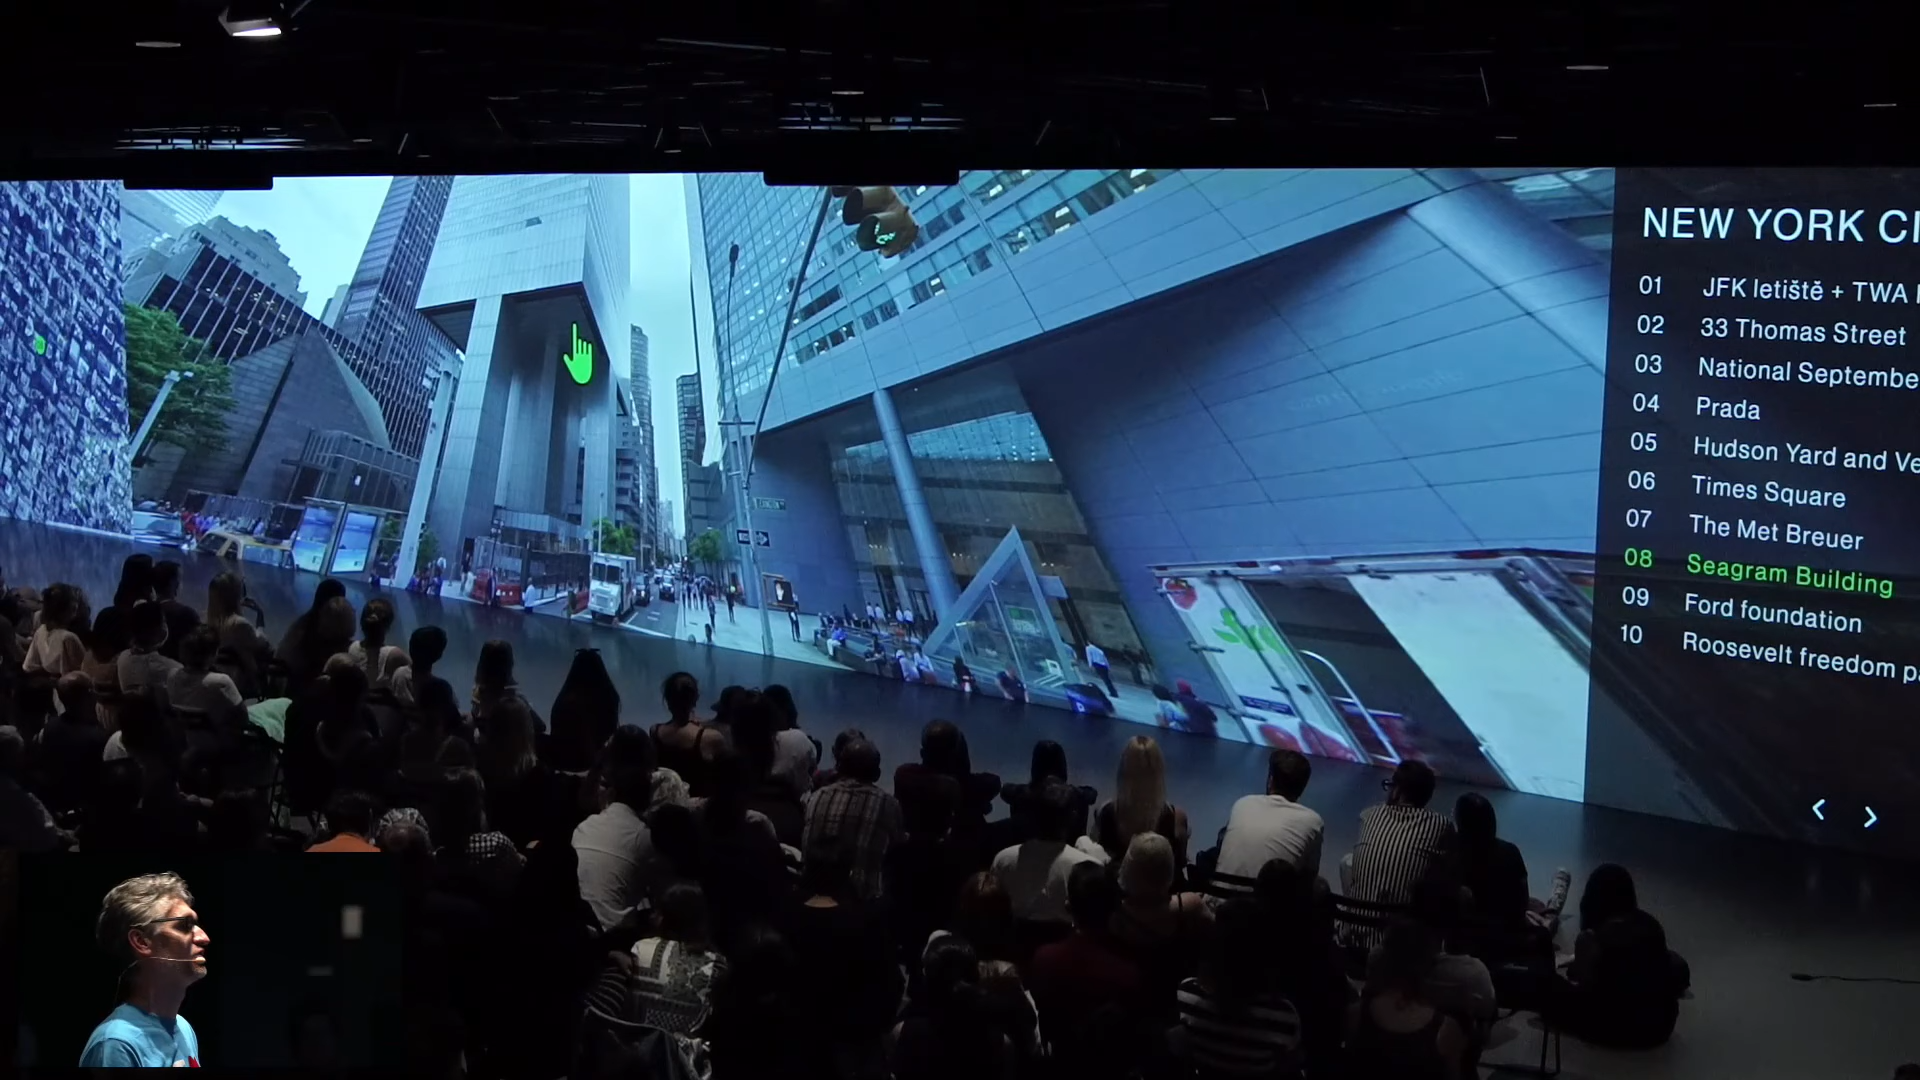 NEW YORK CI
01 JFK letiště + TWA
02 33 Thomas Street
03 National Septembe
04 Prada
05 Hudson Yard and Ve
06 Times Square
07 The Met Breuer
08 Seagram Building
09 Ford foundation
10 Roosevelt freedom p